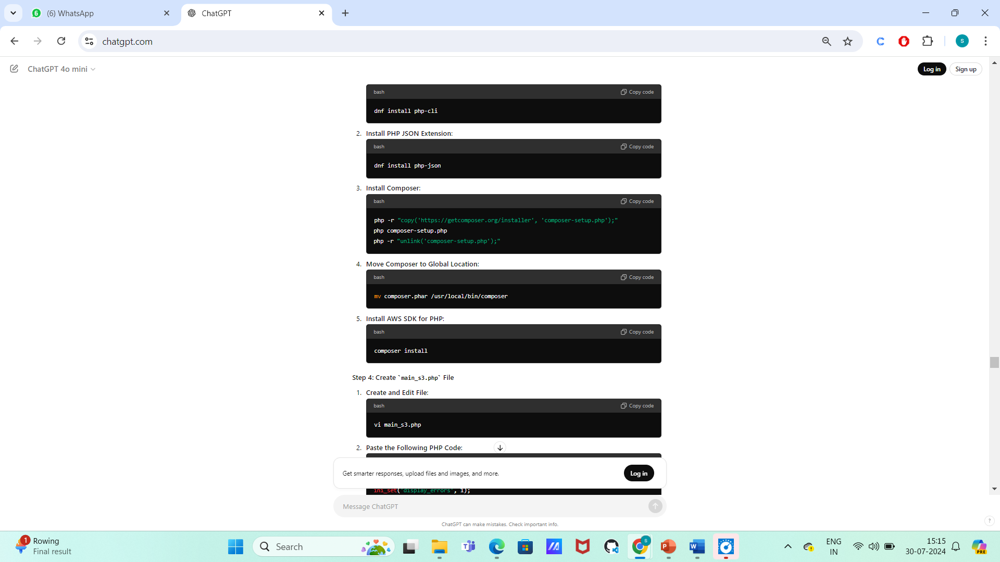 (6) WhatsApp
ChatGPT
chatgpt.com
S
ChatGPT 4o mini
Log in
Sign up
bash
Copy code
dnf install php-cli
2. Install PHP JSON Extension:
bash
Copy code
dnf install php-json
3. Install Composer:
bash
Copy code
php -r "copy('https://getcomposer.org/installer', 'composer-setup.php');"
php composer-setup.php
php -r "unlink('composer-setup.php');"
4. Move Composer to Global Location:
bash
Copy code
mv composer.phar /usr/local/bin/composer
5. Install AWS SDK for PHP:
bash
Copy code
composer install
Step 4: Create `main_s3.php` File
1. Create and Edit File:
bash
Copy code
vi main_s3.php
2. Paste the Following PHP Code:
Get smarter responses, upload files and images, and more.
Log in
ini_set('display_errors', 1);
Message ChatGPT
ChatGPT can make mistakes. Check important info.
?
1
Rowing
Final result
Search
ENG
IN
15:15
30-07-2024
PRE